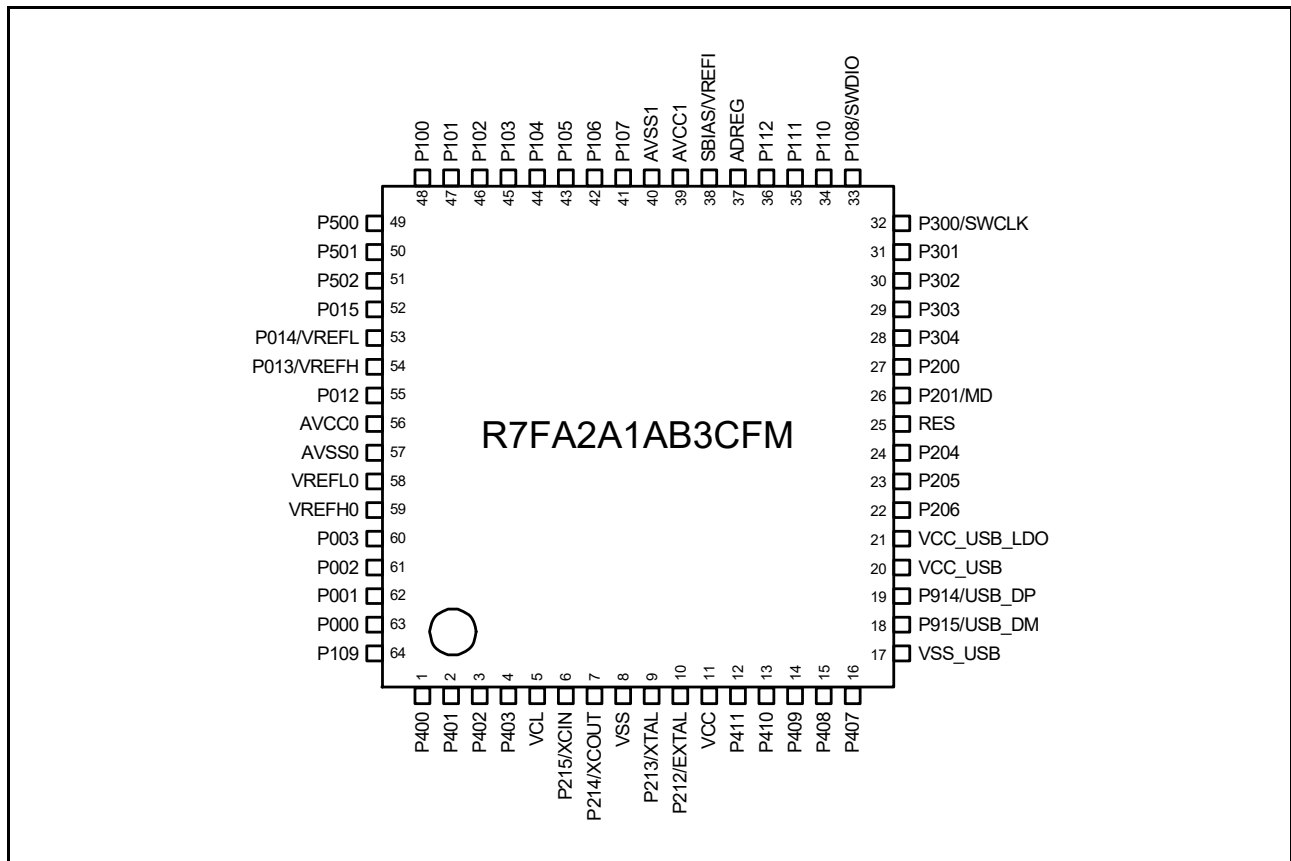 P100
P101
P102
P103
P104
P105
P106
P107
AVSS1
AVCC1
SBIAS/VREFI
ADREG
P112
P111
P110
P108/SWDIO
48
47
46
45
44
43
42
41
40
39
38
37
36
35
34
33
P500 49
P501 50
P502 51
P015 52
P014/VREFL 53
P013/VREFH 54
P012 55
AVCC0 56
AVSS0 57
VREFL0 58
VREFH0 59
P003 60
P002 61
P001 62
P000 63
P109 64
R7FA2A1AB3CFM
32 P300/SWCLK
31 P301
30 P302
29 P303
28 P304
27 P200
26 P201/MD
25 RES
24 P204
23 P205
22 P206
21 VCC_USB_LDO
20 VCC_USB
19 P914/USB_DP
18 P915/USB_DM
17 VSS_USB
1
2
3
4
5
6
7
8
9
10
11
12
13
14
15
16
P400
P401
P402
P403
VCL
P215/XCIN
P214/XCOUT
VSS
P213/XTAL
P212/EXTAL
VCC
P411
P410
P409
P408
P407